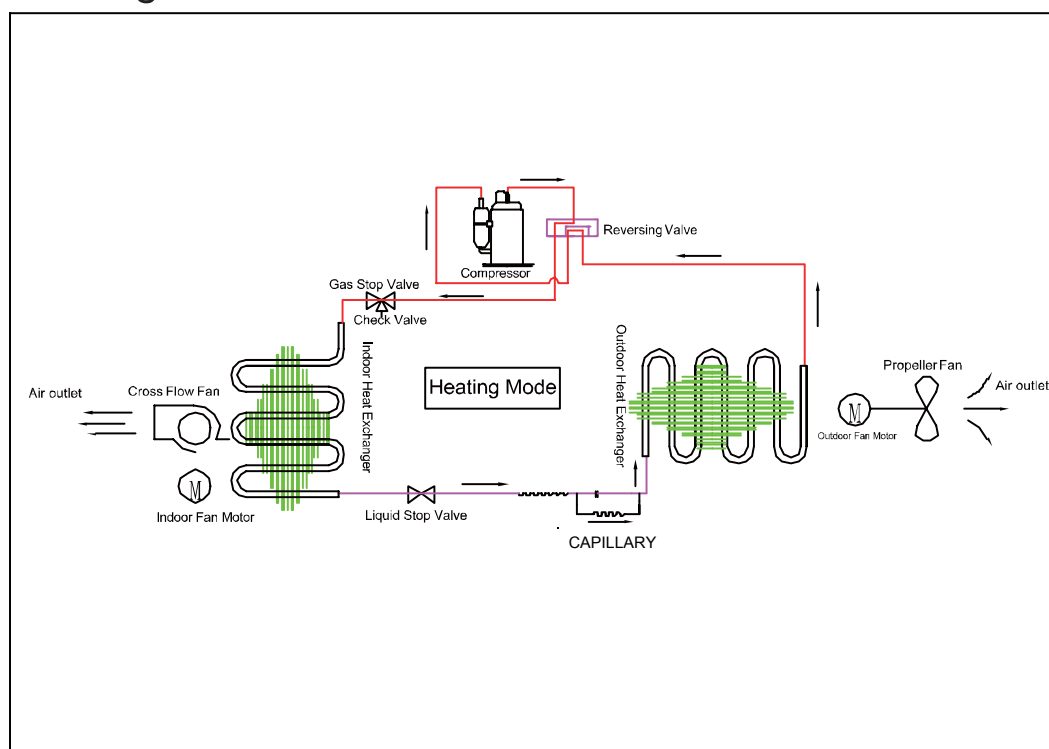 Reversing Valve
Compressor
Gas Stop Valve
Check Valve
Indoor Heat Exchanger
Outdoor Heat Exchanger
Heating Mode
Cross Flow Fan
Air outlet
Propeller Fan
Air outlet
M
Outdoor Fan Motor
M
Indoor Fan Motor
Liquid Stop Valve
CAPILLARY